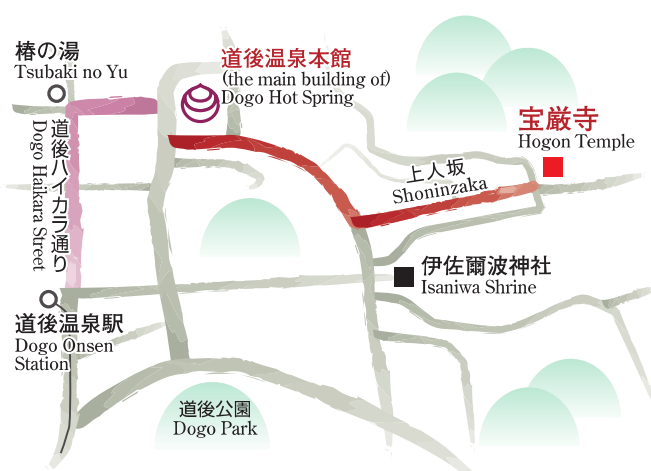 椿の湯
Tsubaki no Yu
道後温泉本館
(the main building of)
Dogo Hot Spring
宝厳寺
Hogon Temple
道後ハイカラ通り
Dogo Haikara Street
上人坂
Shoninzaka
伊佐爾波神社
Isaniwa Shrine
道後温泉駅
Dogo Onsen
Station
道後公園
Dogo Park